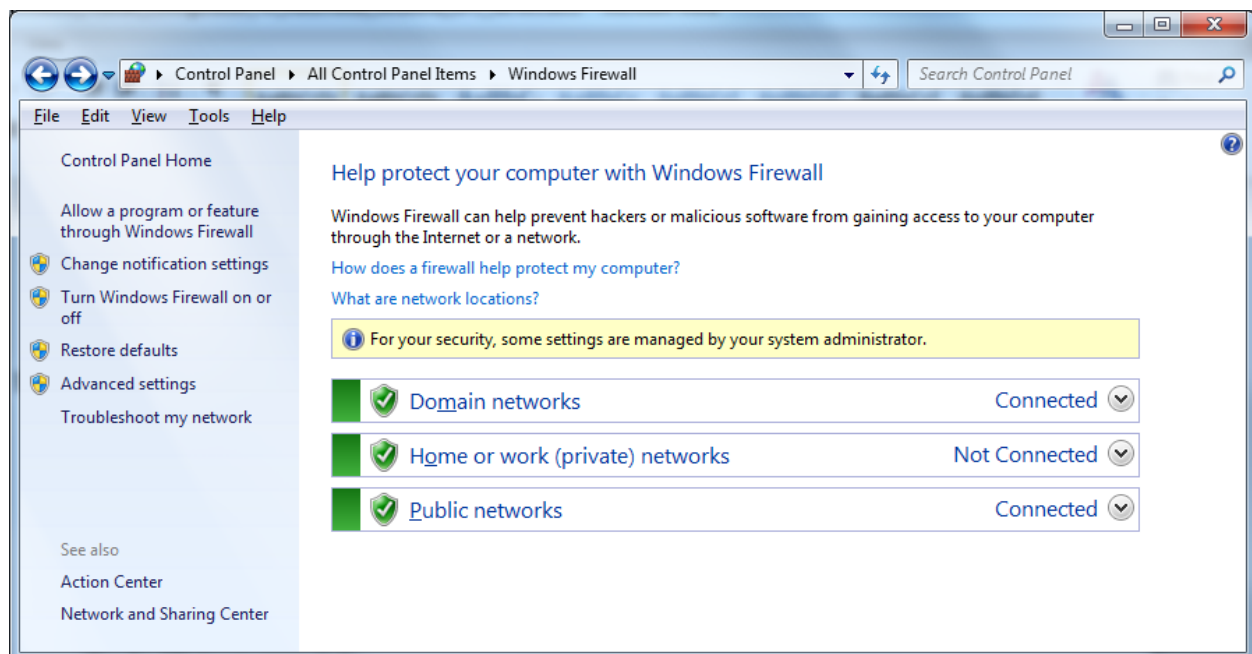 Control Panel ▸ All Control Panel Items ▸ Windows Firewall
Search Control Panel
File Edit View Tools Help
Control Panel Home
Allow a program or feature
through Windows Firewall
Change notification settings
Turn Windows Firewall on or
off
Restore defaults
Advanced settings
Troubleshoot my network
See also
Action Center
Network and Sharing Center
Help protect your computer with Windows Firewall
Windows Firewall can help prevent hackers or malicious software from gaining access to your computer
through the Internet or a network.
How does a firewall help protect my computer?
What are network locations?
For your security, some settings are managed by your system administrator.
Domain networks Connected
Home or work (private) networks Not Connected
Public networks Connected